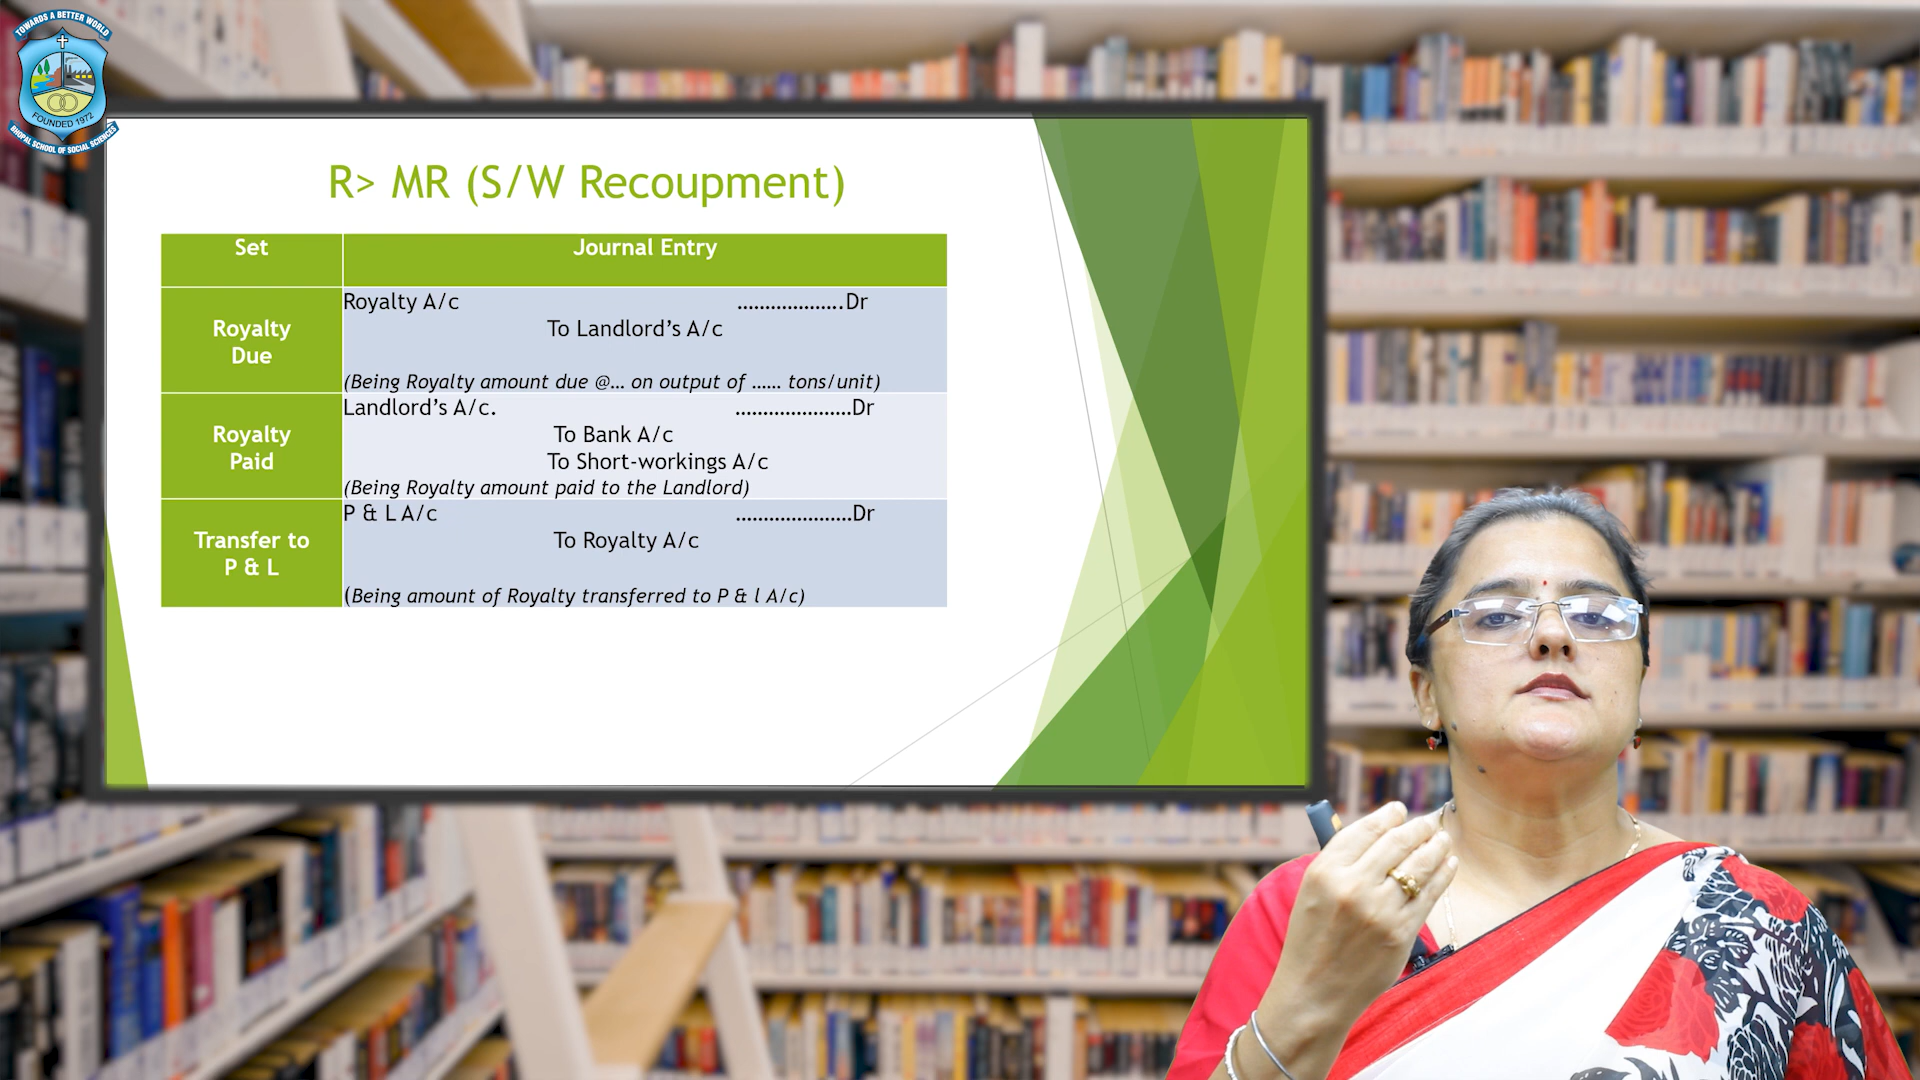 TOWARDS A BETTER WORLD
FOUNDED 1972
BHOPAL SCHOOL OF SOCIAL SCIENCES
R> MR (S/W Recoupment)
Set
Journal Entry
Royalty Due
Royalty A/c ...................Dr
To Landlord’s A/c
(Being Royalty amount due @... on output of ...... tons/unit)
Royalty Paid
Landlord’s A/c. .....................Dr
To Bank A/c
To Short-workings A/c
(Being Royalty amount paid to the Landlord)
Transfer to P & L
P & L A/c .....................Dr
To Royalty A/c
(Being amount of Royalty transferred to P & l A/c)